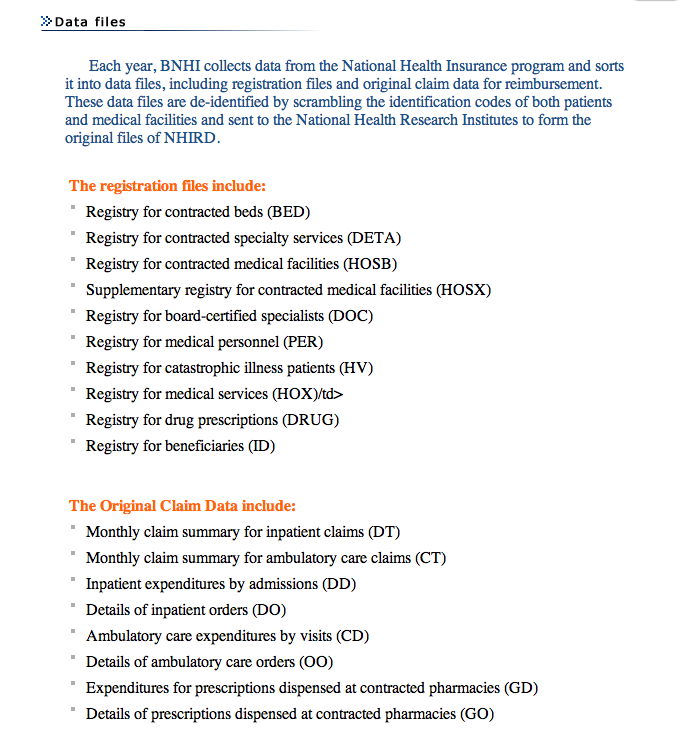 Data files
Each year, BNHI collects data from the National Health Insurance program and sorts
it into data files, including registration files and original claim data for reimbursement.
These data files are de-identified by scrambling the identification codes of both patients
and medical facilities and sent to the National Health Research Institutes to form the
original files of NHIRD.
The registration files include:
Registry for contracted beds (BED)
Registry for contracted specialty services (DETA)
Registry for contracted medical facilities (HOSB)
Supplementary registry for contracted medical facilities (HOSX)
Registry for board-certified specialists (DOC)
Registry for medical personnel (PER)
Registry for catastrophic illness patients (HV)
Registry for medical services (HOX)/td>
Registry for drug prescriptions (DRUG)
Registry for beneficiaries (ID)
The Original Claim Data include:
Monthly claim summary for inpatient claims (DT)
Monthly claim summary for ambulatory care claims (CT)
Inpatient expenditures by admissions (DD)
Details of inpatient orders (DO)
Ambulatory care expenditures by visits (CD)
Details of ambulatory care orders (OO)
Expenditures for prescriptions dispensed at contracted pharmacies (GD)
Details of prescriptions dispensed at contracted pharmacies (GO)